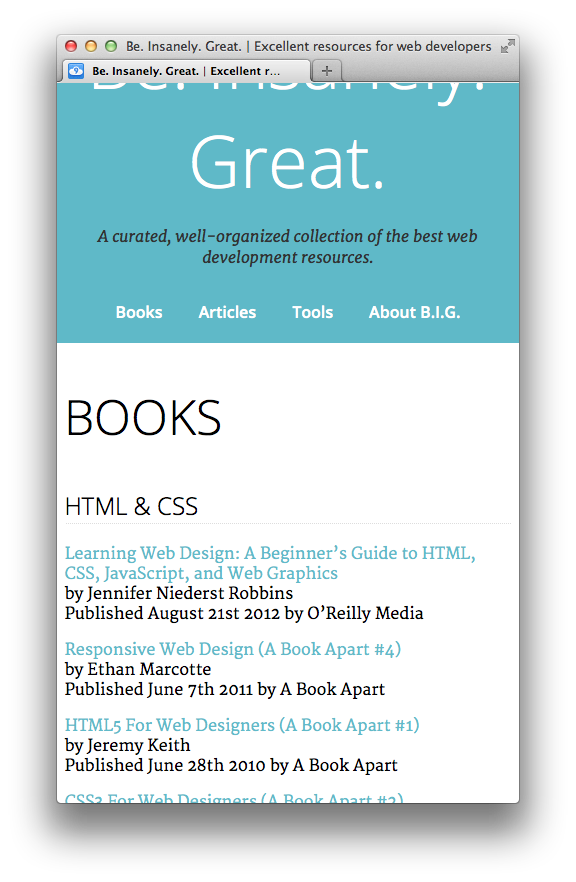 Be. Insanely. Great. | Excellent resources for web developers
Be. Insanely. Great. | Excellent r...
Be. Insanely.
Great.
A curated, well-organized collection of the best web
development resources.
Books Articles Tools About B.I.G.
BOOKS
HTML & CSS
Learning Web Design: A Beginner’s Guide to HTML,
CSS, JavaScript, and Web Graphics
by Jennifer Niederst Robbins
Published August 21st 2012 by O’Reilly Media
Responsive Web Design (A Book Apart #4)
by Ethan Marcotte
Published June 7th 2011 by A Book Apart
HTML5 For Web Designers (A Book Apart #1)
by Jeremy Keith
Published June 28th 2010 by A Book Apart
CSS3 For Web Designers (A Book Apart #2)